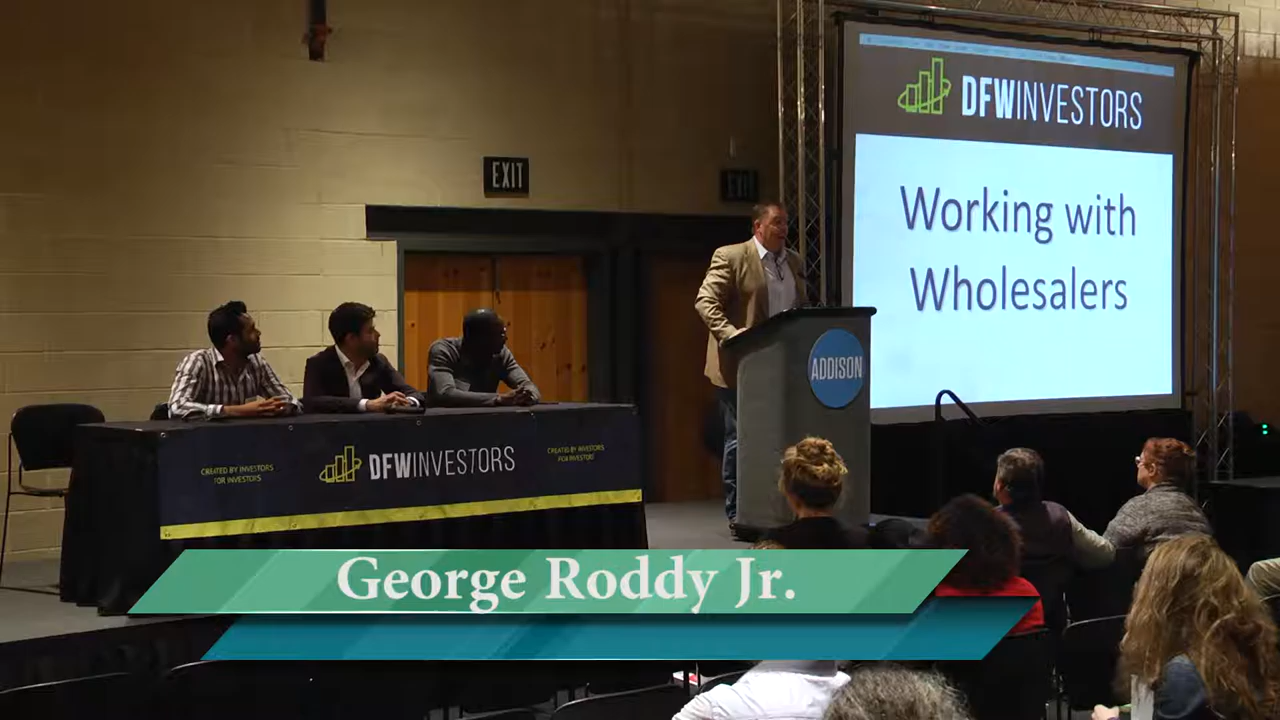 DFWINVESTORS
Working with
Wholesalers
EXIT
EXIT
ADDISON
CREATED BY INVESTORS
FOR INVESTORS
DFWINVESTORS
CREATED BY INVESTORS
FOR INVESTORS
George Roddy Jr.